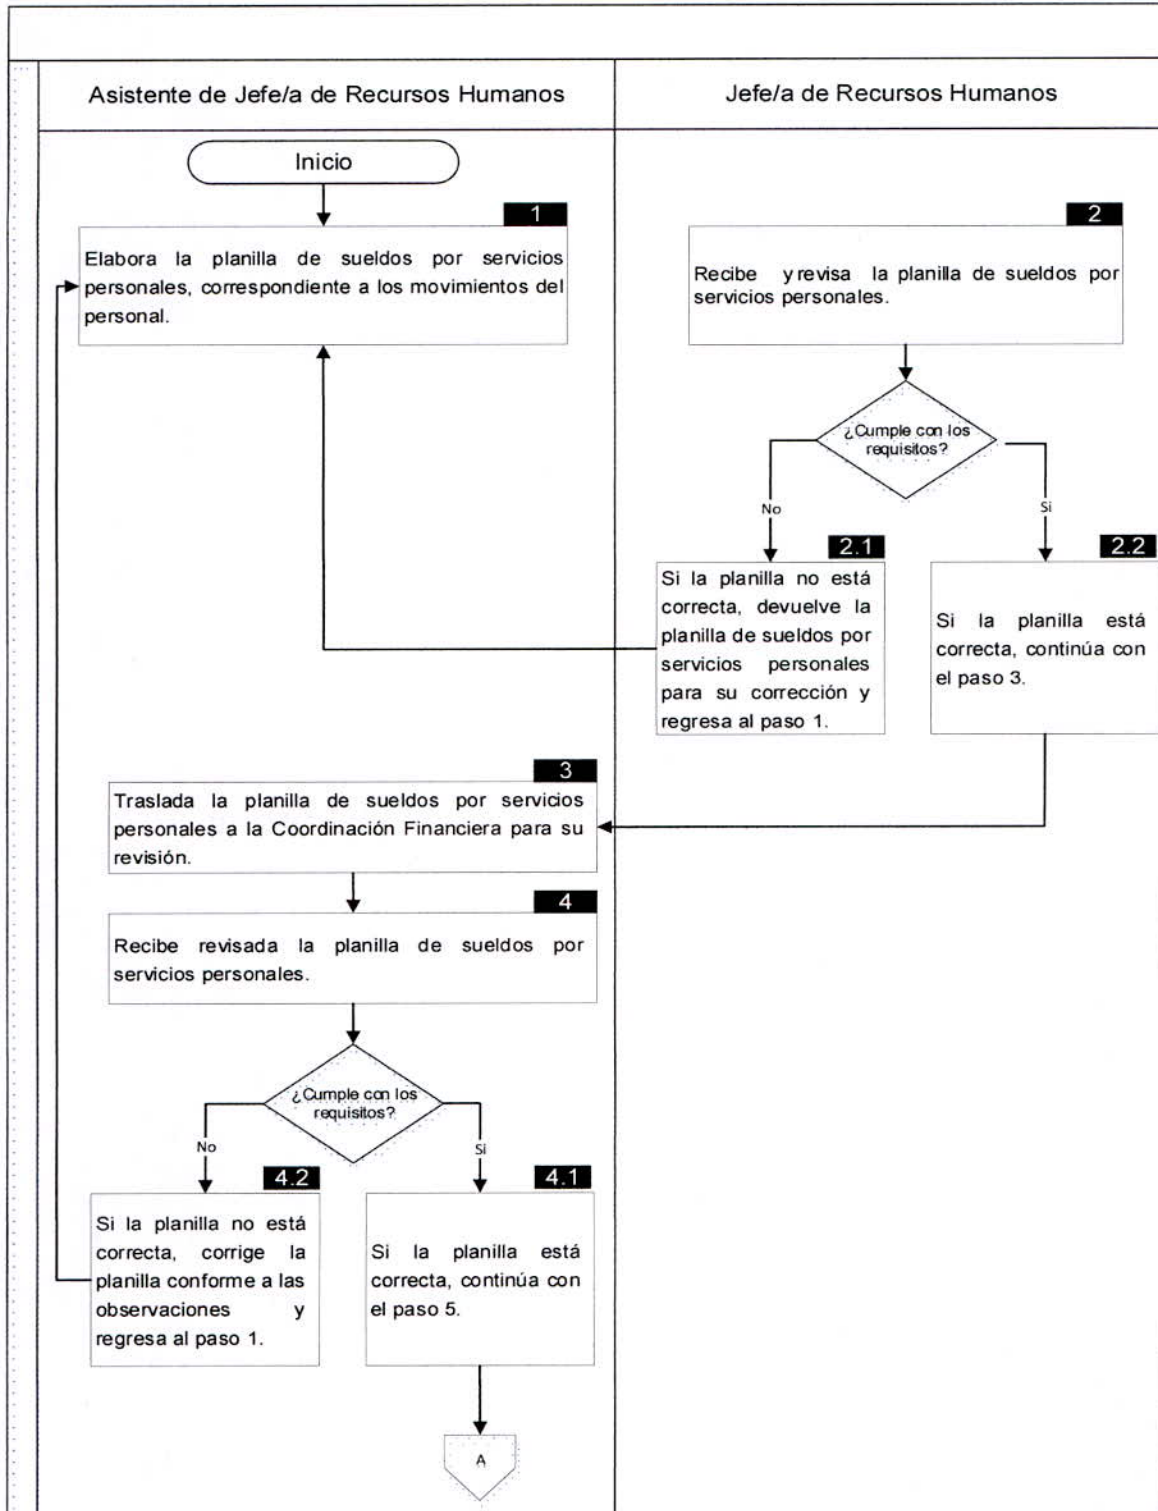 Asistente de Jefe/a de Recursos Humanos
Jefe/a de Recursos Humanos
Inicio
1
Elabora la planilla de sueldos por servicios
personales, correspondiente a los movimientos del
personal.
2
Recibe y revisa la planilla de sueldos por
servicios personales.
¿Cumple con los
requisitos?
No
Si
2.1
Si la planilla no está
correcta, devuelve la
planilla de sueldos por
servicios personales
para su corrección y
regresa al paso 1.
2.2
Si la planilla está
correcta, continúa con
el paso 3.
3
Traslada la planilla de sueldos por servicios
personales a la Coordinación Financiera para su
revisión.
4
Recibe revisada la planilla de sueldos por
servicios personales.
¿Cumple con los
requisitos?
No
Si
4.2
Si la planilla no está
correcta, corrige la
planilla conforme a las
observaciones y
regresa al paso 1.
4.1
Si la planilla está
correcta, continúa con
el paso 5.
A